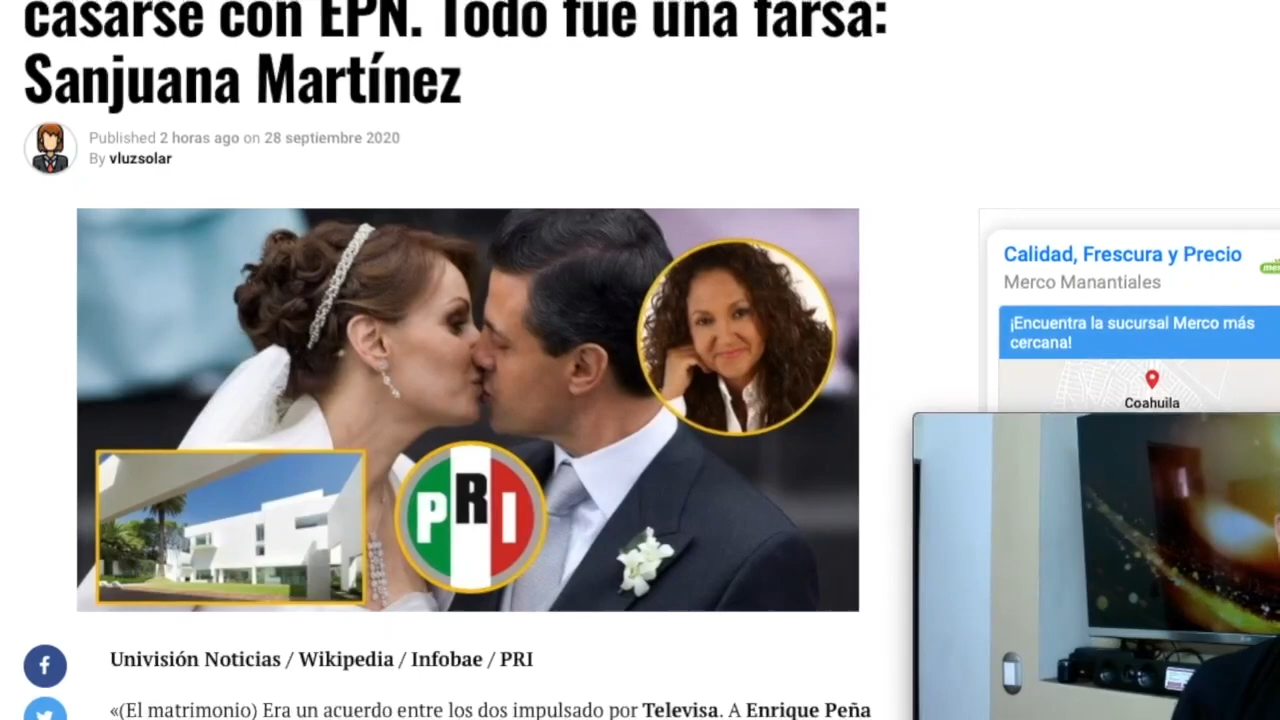 casarse con EPN. Todo fue una farsa:
Sanjuana Martínez
Published 2 horas ago on 28 septiembre 2020
By vluzsolar
Calidad, Frescura y Precio
Merco Manantiales
¡Encuentra la sucursal Merco más
cercana!
Coahuila
PRI
Univisión Noticias / Wikipedia / Infobae / PRI
«(El matrimonio) Era un acuerdo entre los dos impulsado por Televisa. A Enrique Peña